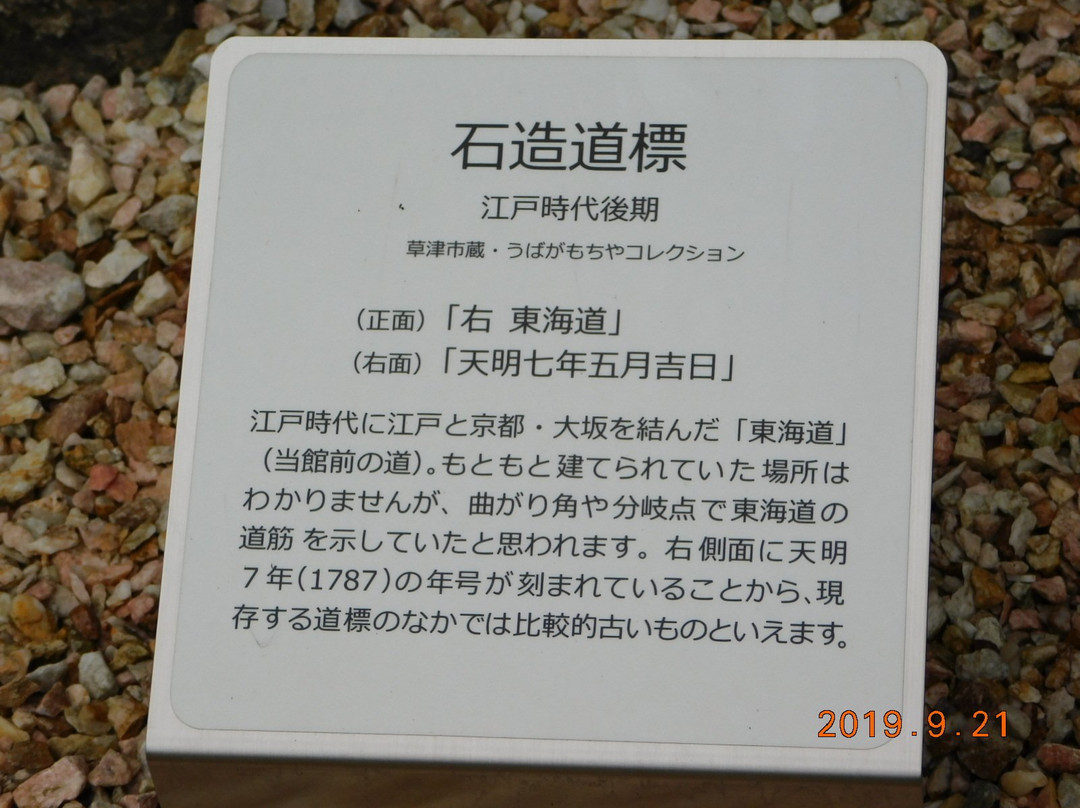 石造道標
江戸時代後期
草津市蔵・うばがもちやコレクション
（正面）「右 東海道」
（右面）「天明七年五月吉日」
江戸時代に江戸と京都・大坂を結んだ「東海道」
（当館前の道）。もともと建てられていた場所は
わかりませんが、曲がり角や分岐点で東海道の
道筋を示していたと思われます。右側面に天明
７年(1787)の年号が刻まれていることから、現
存する道標のなかでは比較的古いものといえます。
2019.9.21